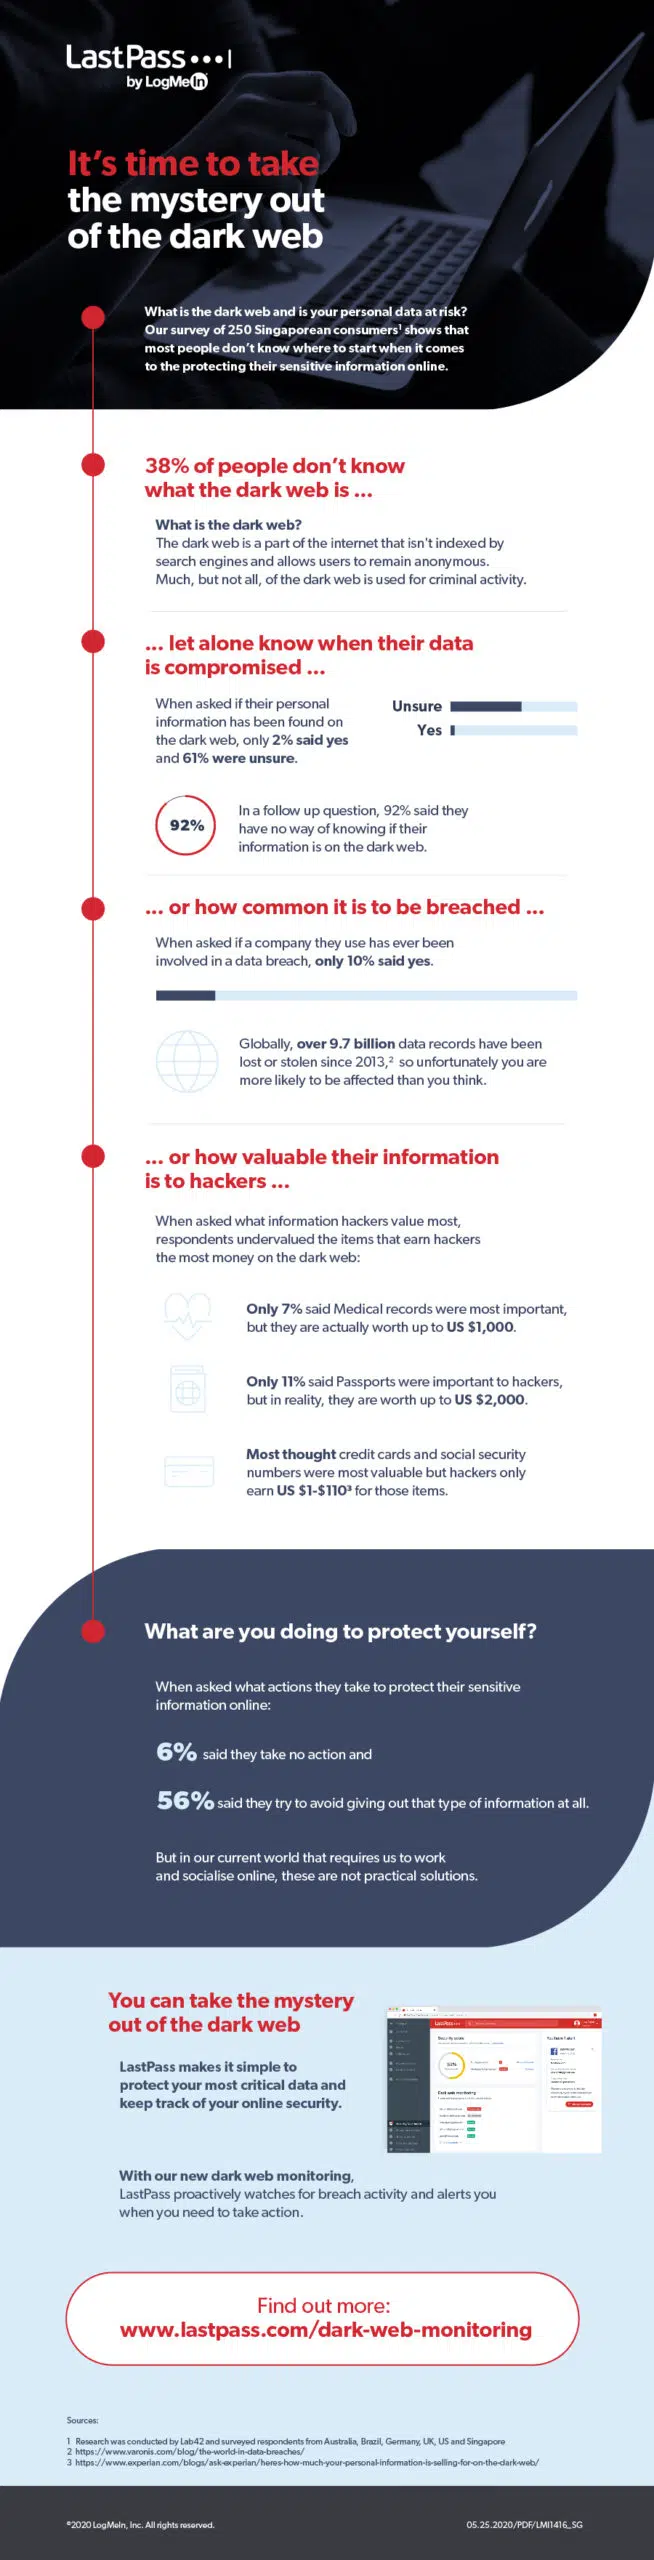 LastPass •••|
by LogMeIn
It's time to take
the mystery out
of the dark web
What is the dark web and is your personal data at risk?
Our survey of 250 Singaporean consumers¹ shows that
most people don't know where to start when it comes
to the protecting their sensitive information online.
38% of people don't know
what the dark web is ...
What is the dark web?
The dark web is a part of the internet that isn't indexed by
search engines and allows users to remain anonymous.
Much, but not all, of the dark web is used for criminal activity.
... let alone know when their data
is compromised ...
When asked if their personal
information has been found on
the dark web, only 2% said yes
and 61% were unsure.
Unsure
Yes
92%
In a follow up question, 92% said they
have no way of knowing if their
information is on the dark web.
... or how common it is to be breached ...
When asked if a company they use has ever been
involved in a data breach, only 10% said yes.
Globally, over 9.7 billion data records have been
lost or stolen since 2013,² so unfortunately you are
more likely to be affected than you think.
... or how valuable their information
is to hackers ...
When asked what information hackers value most,
respondents undervalued the items that earn hackers
the most money on the dark web:
Only 7% said Medical records were most important,
but they are actually worth up to US $1,000.
Only 11% said Passports were important to hackers,
but in reality, they are worth up to US $2,000.
Most thought credit cards and social security
numbers were most valuable but hackers only
earn US $1-$110³ for those items.
What are you doing to protect yourself?
When asked what actions they take to protect their sensitive
information online:
6% said they take no action and
56% said they try to avoid giving out that type of information at all.
But in our current world that requires us to work
and socialise online, these are not practical solutions.
You can take the mystery
out of the dark web
LastPass makes it simple to
protect your most critical data and
keep track of your online security.
LastPass •••|
Security score
Dark web monitoring
With our new dark web monitoring,
LastPass proactively watches for breach activity and alerts you
when you need to take action.
Find out more:
www.lastpass.com/dark-web-monitoring
Sources:
1 Research was conducted by Lab42 and surveyed respondents from Australia, Brazil, Germany, UK, US and Singapore
2 https://www.varonis.com/blog/the-world-in-data-breaches/
3 https://www.experian.com/blogs/ask-experian/heres-how-much-your-personal-information-is-selling-for-on-the-dark-web/
©2020 LogMeIn, Inc. All rights reserved.
05.25.2020/PDF/LMI1416_SG